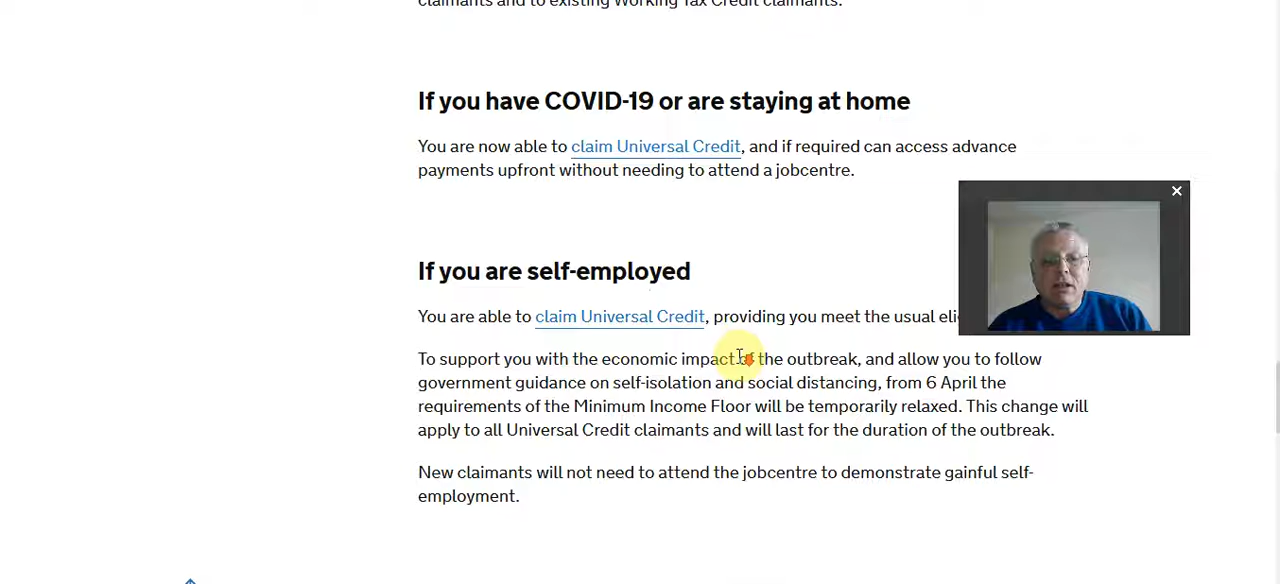 claimants and to existing Working Tax Credit claimants.
If you have COVID-19 or are staying at home
You are now able to claim Universal Credit, and if required can access advance
payments upfront without needing to attend a jobcentre.
If you are self-employed
You are able to claim Universal Credit, providing you meet the usual
To support you with the economic impact of the outbreak, and allow you to follow
government guidance on self-isolation and social distancing, from 6 April the
requirements of the Minimum Income Floor will be temporarily relaxed. This change will
apply to all Universal Credit claimants and will last for the duration of the outbreak.
New claimants will not need to attend the jobcentre to demonstrate gainful self-
employment.